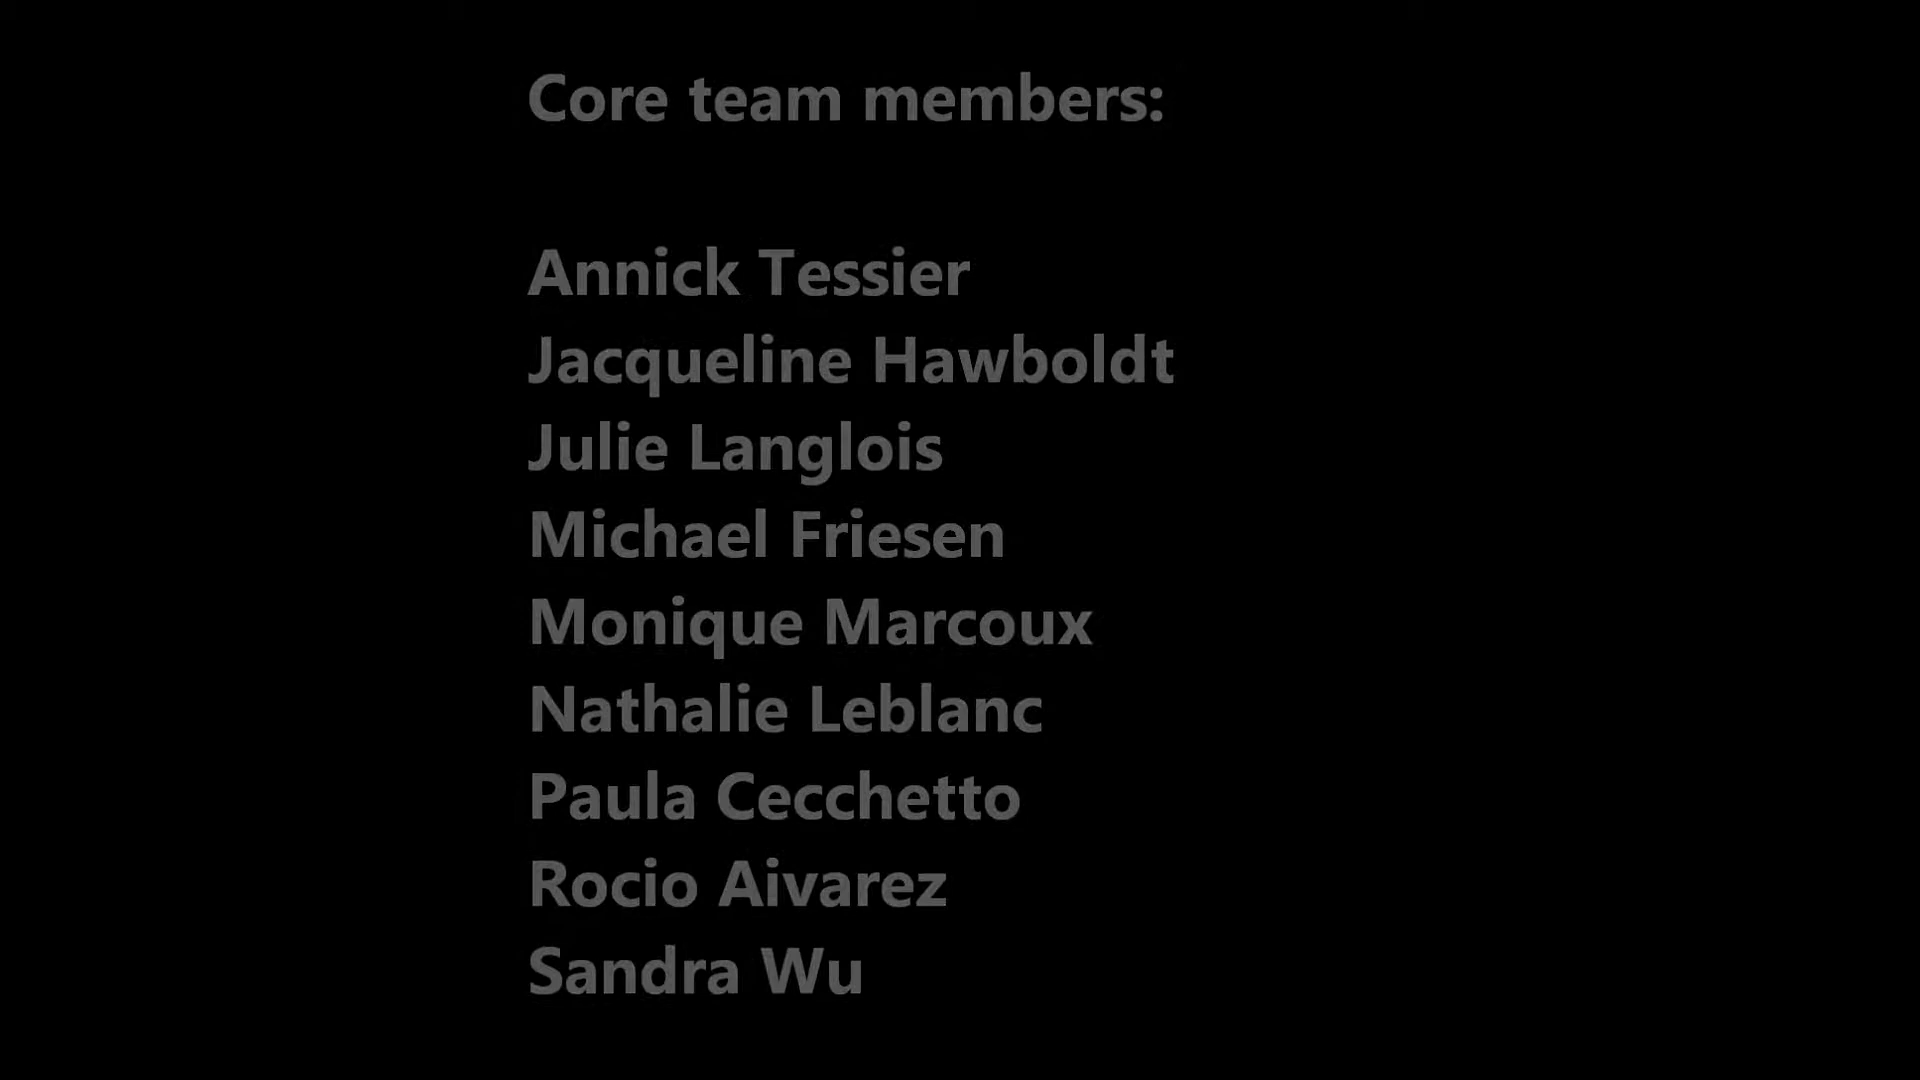 Core team members:
Annick Tessier
Jacqueline Hawboldt
Julie Langlois
Michael Friesen
Monique Marcoux
Nathalie Leblanc
Paula Cecchetto
Rocio Aivarez
Sandra Wu